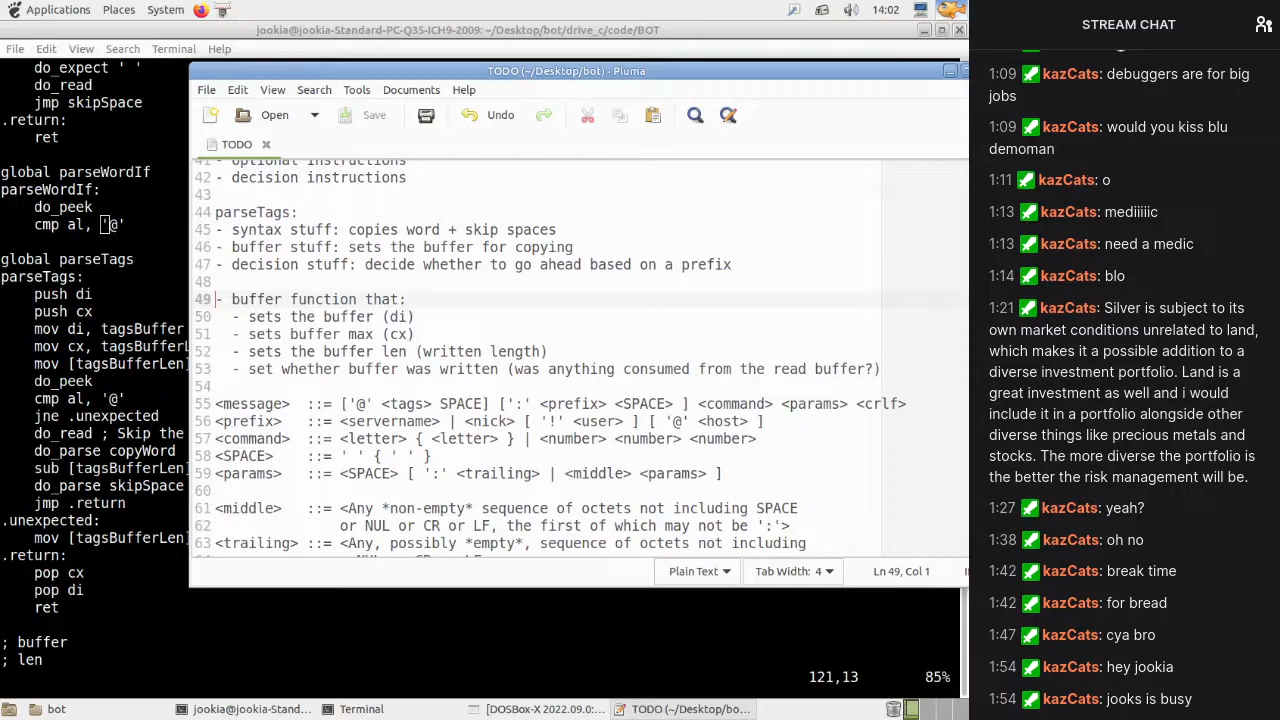 Applications Places System 14:02
jookia@jookia-Standard-PC-Q35-ICH9-2009: ~/Desktop/bot/drive_c/code/BOT
File Edit View Search Terminal Help
do_expect ' '
do_read
jmp skipSpace
.return:
ret
global parseWordIf
parseWordIf:
do_peek
cmp al, '@'
global parseTags
parseTags:
push di
push cx
mov di, tagsBuffer
mov cx, tagsBufferL
mov [tagsBufferLen]
do_peek
cmp al, '@'
jne .unexpected
do_read ; Skip the
do_parse copyWord
sub [tagsBufferLen]
do_parse skipSpace
jmp .return
.unexpected:
mov [tagsBufferLen]
.return:
pop cx
pop di
ret
; buffer
; len
121,13 85%
TODO (~/Desktop/bot) - Pluma
File Edit View Search Tools Documents Help
Open Save Undo
TODO
41 - optional instructions
42 - decision instructions
43
44 parseTags:
45 - syntax stuff: copies word + skip spaces
46 - buffer stuff: sets the buffer for copying
47 - decision stuff: decide whether to go ahead based on a prefix
48
49 - buffer function that:
50 - sets the buffer (di)
51 - sets buffer max (cx)
52 - sets the buffer len (written length)
53 - set whether buffer was written (was anything consumed from the read buffer?)
54
55 <message> ::= ['@' <tags> SPACE] [':' <prefix> <SPACE> ] <command> <params> <crlf>
56 <prefix> ::= <servername> | <nick> [ '!' <user> ] [ '@' <host> ]
57 <command> ::= <letter> { <letter> } | <number> <number> <number>
58 <SPACE> ::= ' ' { ' ' }
59 <params> ::= <SPACE> [ ':' <trailing> | <middle> <params> ]
60
61 <middle> ::= <Any *non-empty* sequence of octets not including SPACE
62 or NUL or CR or LF, the first of which may not be ':'>
63 <trailing> ::= <Any, possibly *empty*, sequence of octets not including
Plain Text Tab Width: 4 Ln 49, Col 1
bot jookia@jookia-Stand... Terminal [DOSBox-X 2022.09.0:... TODO (~/Desktop/bo...
STREAM CHAT
1:09 kazCats: debuggers are for big
jobs
1:09 kazCats: would you kiss blu
demoman
1:11 kazCats: o
1:13 kazCats: mediiiiic
1:13 kazCats: need a medic
1:14 kazCats: blo
1:21 kazCats: Silver is subject to its
own market conditions unrelated to land,
which makes it a possible addition to a
diverse investment portfolio. Land is a
great investment as well and i would
include it in a portfolio alongside other
diverse things like precious metals and
stocks. The more diverse the portfolio is
the better the risk management will be.
1:27 kazCats: yeah?
1:38 kazCats: oh no
1:42 kazCats: break time
1:42 kazCats: for bread
1:47 kazCats: cya bro
1:54 kazCats: hey jookia
1:54 kazCats: jooks is busy